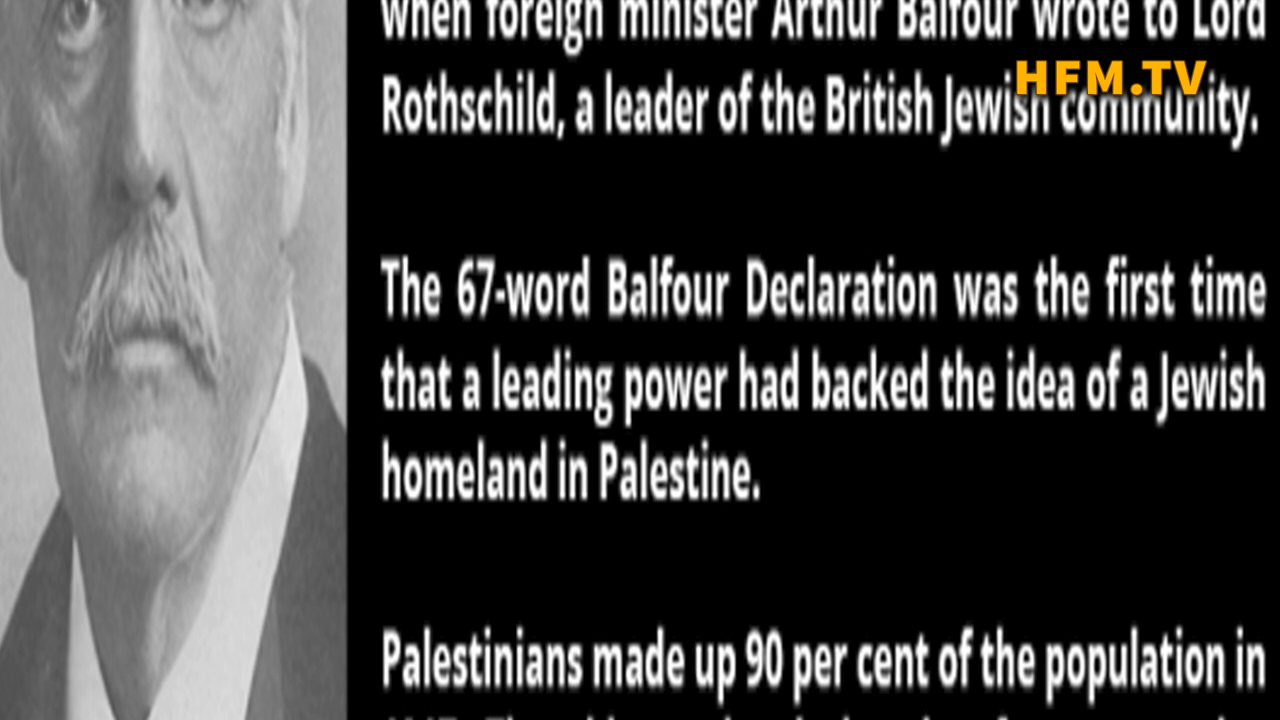 when foreign minister Arthur Balfour wrote to Lord
HFM.TV
Rothschild, a leader of the British Jewish community.
The 67-word Balfour Declaration was the first time
that a leading power had backed the idea of a Jewish
homeland in Palestine.
Palestinians made up 90 per cent of the population in